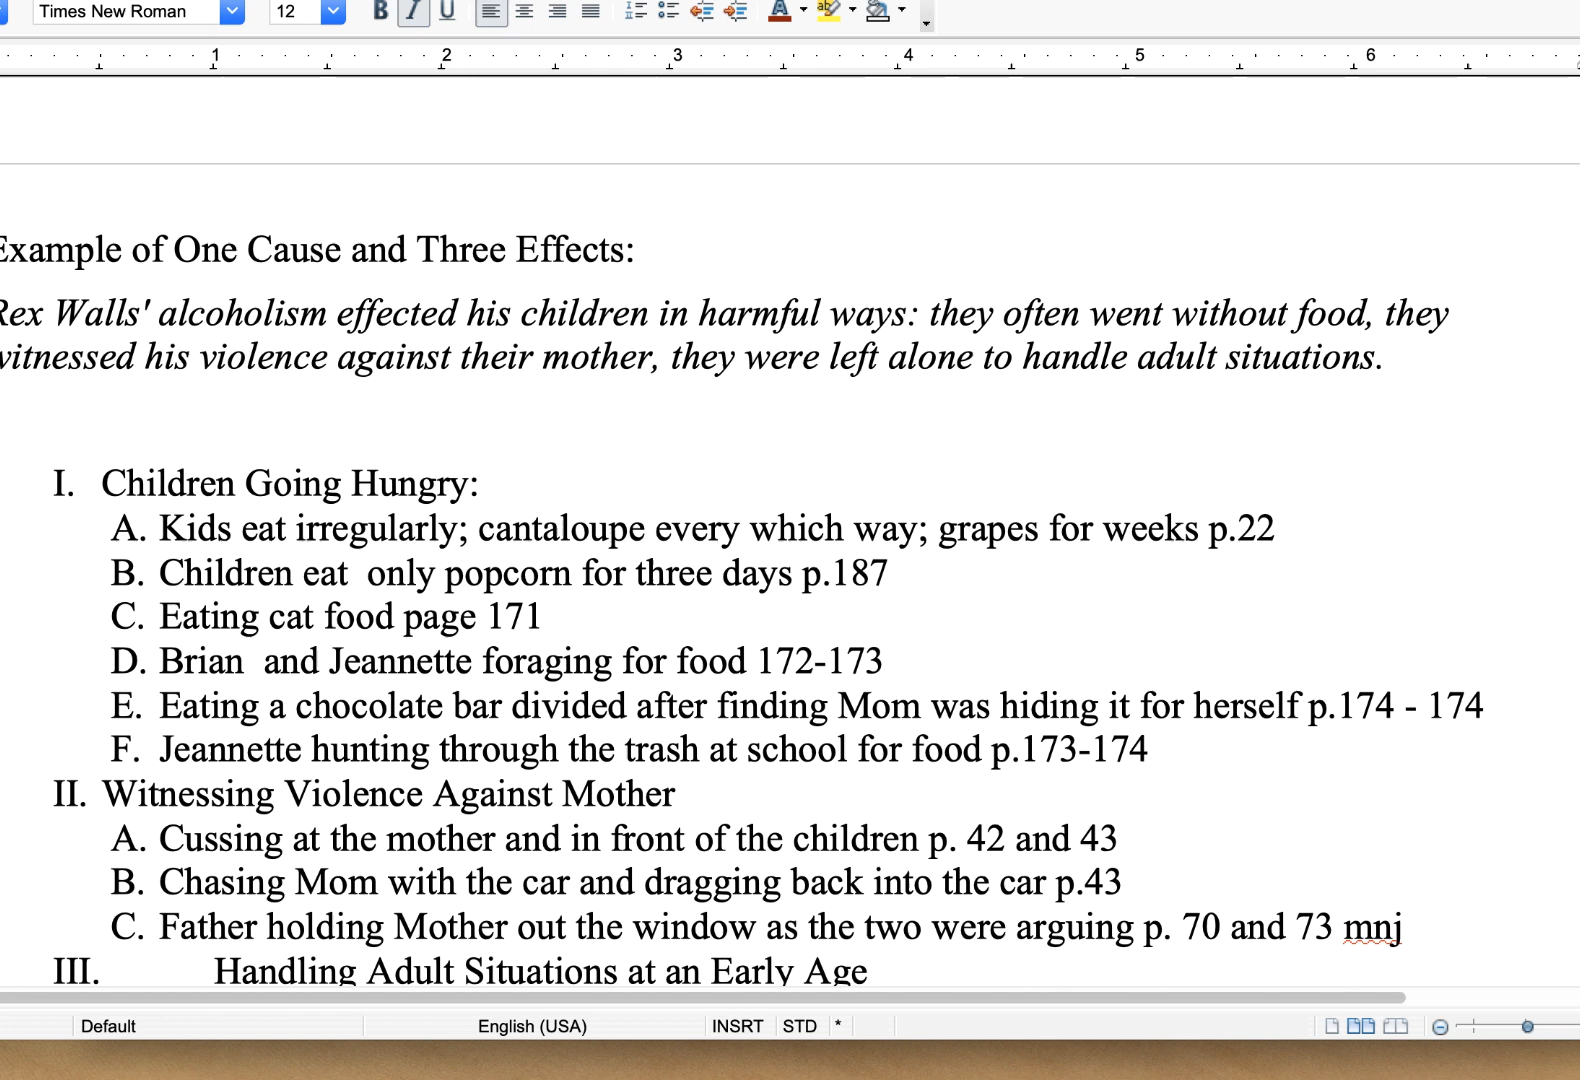 Times New Roman 12 B I U A ab
1 2 3 4 5 6
Example of One Cause and Three Effects:
Rex Walls' alcoholism effected his children in harmful ways: they often went without food, they
witnessed his violence against their mother, they were left alone to handle adult situations.
I. Children Going Hungry:
A. Kids eat irregularly; cantaloupe every which way; grapes for weeks p.22
B. Children eat  only popcorn for three days p.187
C. Eating cat food page 171
D. Brian  and Jeannette foraging for food 172-173
E. Eating a chocolate bar divided after finding Mom was hiding it for herself p.174 - 174
F. Jeannette hunting through the trash at school for food p.173-174
II. Witnessing Violence Against Mother
A. Cussing at the mother and in front of the children p. 42 and 43
B. Chasing Mom with the car and dragging back into the car p.43
C. Father holding Mother out the window as the two were arguing p. 70 and 73 mnj
III. Handling Adult Situations at an Early Age
Default English (USA) INSRT STD *